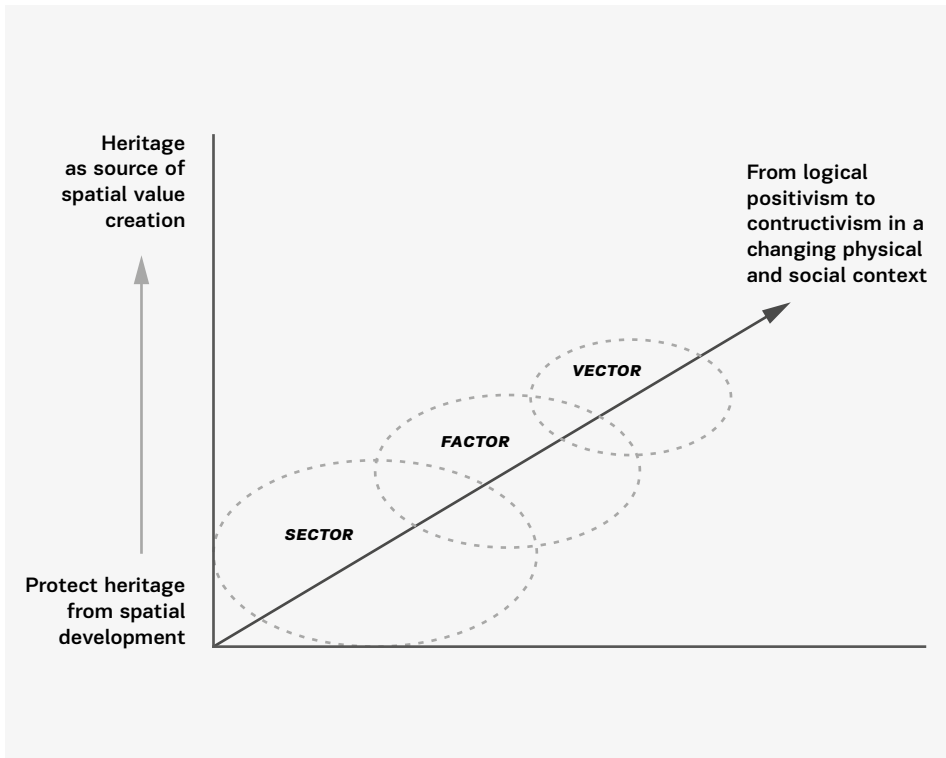 Heritage
as source of
spatial value
creation
From logical
positivism to
contructivism in a
changing physical
and social context
VECTOR
FACTOR
SECTOR
Protect heritage
from spatial
development